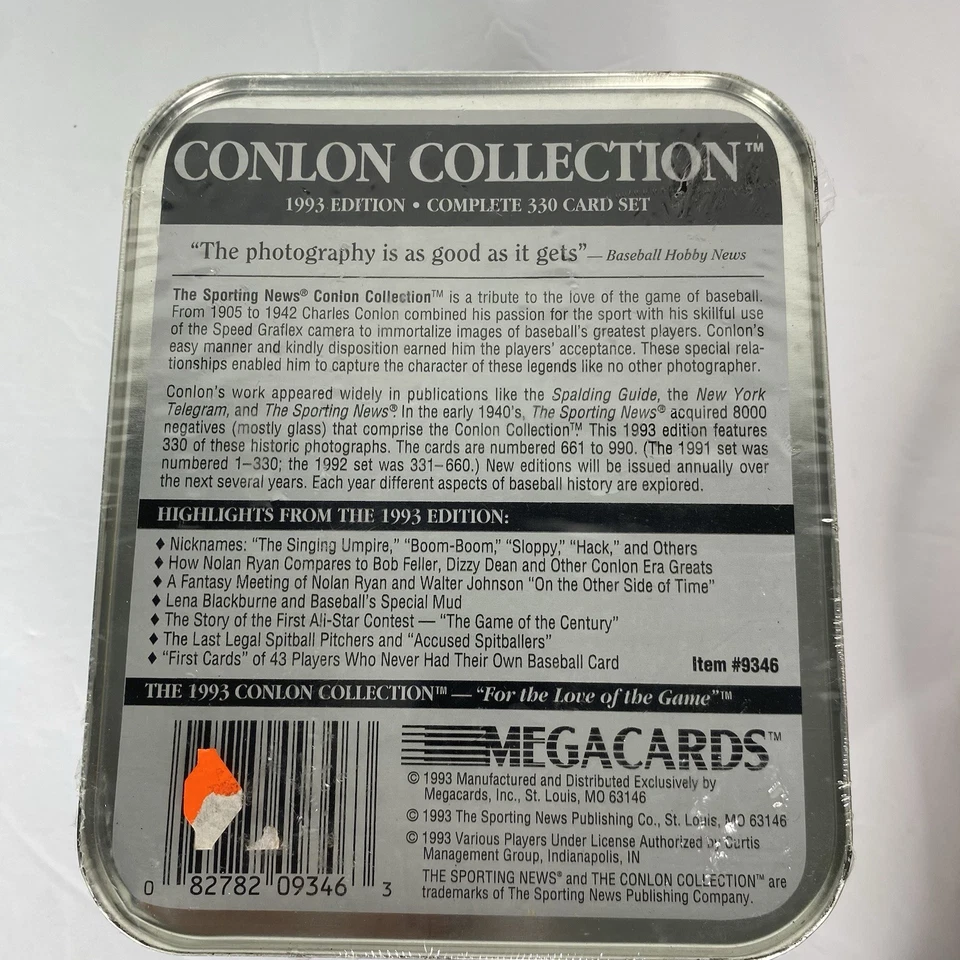 CONLON COLLECTION™
1993 EDITION • COMPLETE 330 CARD SET
“The photography is as good as it gets”— Baseball Hobby News
The Sporting News® Conlon Collection™ is a tribute to the love of the game of baseball.
From 1905 to 1942 Charles Conlon combined his passion for the sport with his skillful use
of the Speed Graflex camera to immortalize images of baseball’s greatest players. Conlon’s
easy manner and kindly disposition earned him the players’ acceptance. These special rela-
tionships enabled him to capture the character of these legends like no other photographer.
Conlon’s work appeared widely in publications like the Spalding Guide, the New York
Telegram, and The Sporting News®. In the early 1940’s, The Sporting News® acquired 8000
negatives (mostly glass) that comprise the Conlon Collection™. This 1993 edition features
330 of these historic photographs. The cards are numbered 661 to 990. (The 1991 set was
numbered 1–330; the 1992 set was 331–660.) New editions will be issued annually over
the next several years. Each year different aspects of baseball history are explored.
HIGHLIGHTS FROM THE 1993 EDITION:
♦ Nicknames: “The Singing Umpire,” “Boom-Boom,” “Sloppy,” “Hack,” and Others
♦ How Nolan Ryan Compares to Bob Feller, Dizzy Dean and Other Conlon Era Greats
♦ A Fantasy Meeting of Nolan Ryan and Walter Johnson “On the Other Side of Time”
♦ Lena Blackburne and Baseball’s Special Mud
♦ The Story of the First All-Star Contest — “The Game of the Century”
♦ The Last Legal Spitball Pitchers and “Accused Spitballers”
♦ “First Cards” of 43 Players Who Never Had Their Own Baseball Card
Item #9346
THE 1993 CONLON COLLECTION™ — “For the Love of the Game”™
MEGACARDS™
© 1993 Manufactured and Distributed Exclusively by
Megacards, Inc., St. Louis, MO 63146
© 1993 The Sporting News Publishing Co., St. Louis, MO 63146
© 1993 Various Players Under License Authorized by Curtis
Management Group, Indianapolis, IN
THE SPORTING NEWS® and THE CONLON COLLECTION™ are
trademarks of The Sporting News Publishing Company.
0 82782 09346 3